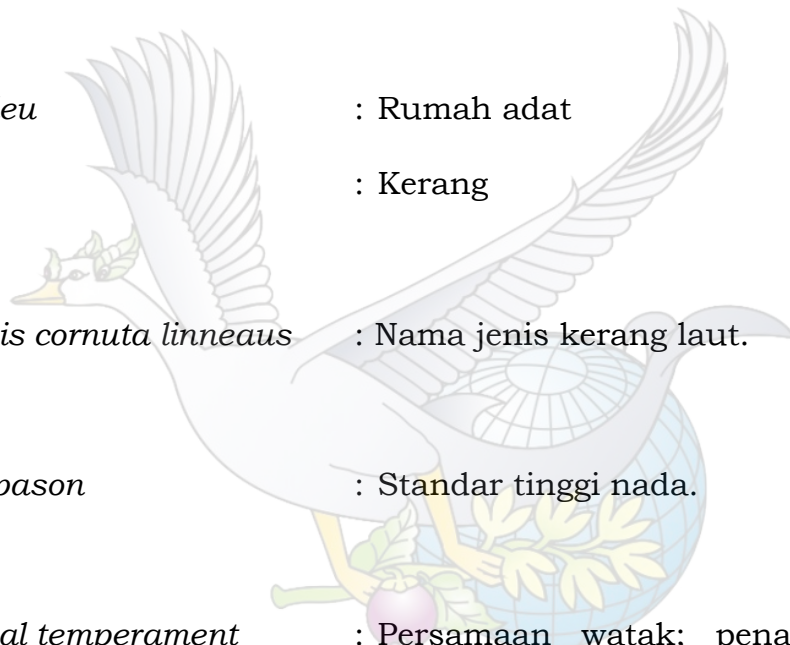 eu : Rumah adat
: Kerang
is cornuta linneaus : Nama jenis kerang laut.
pason : Standar tinggi nada.
al temperament : Persamaan watak; pena